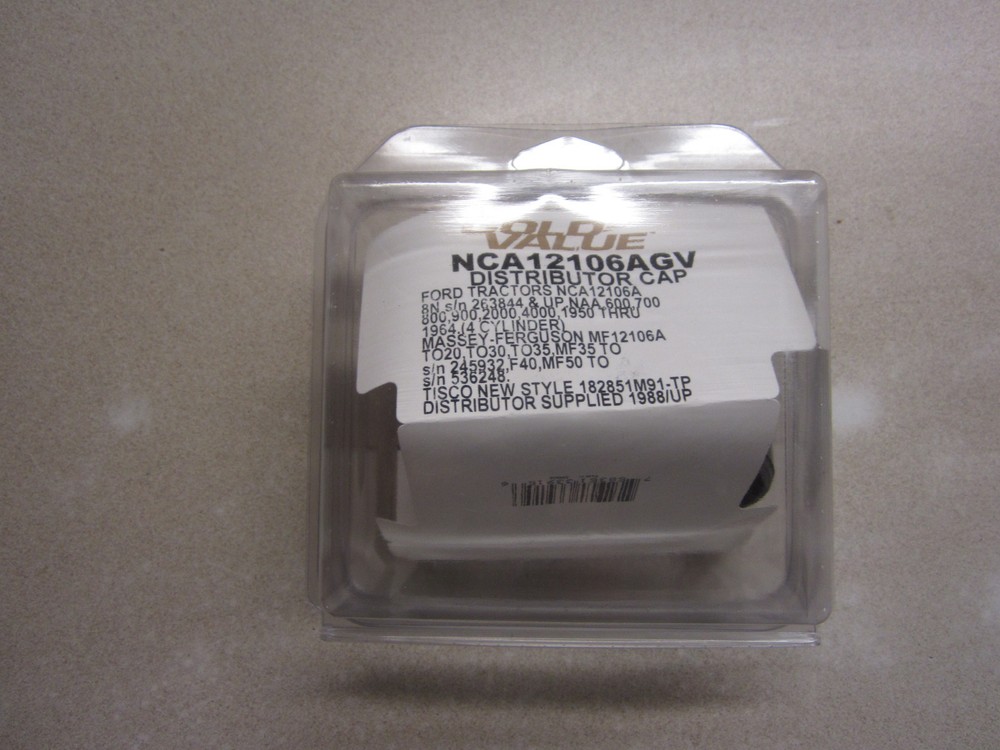 GOLDEN
VALUE
NCA12106AGV
DISTRIBUTOR CAP
FORD TRACTORS NCA12106A
8N s/n 263844 & UP,NAA,600,700
800,900,2000,4000,1950 THRU
1964,(4 CYLINDER)
MASSEY-FERGUSON MF12106A
TO20,TO30,TO35,MF35 TO
s/n 245932,F40,MF50 TO
s/n 536248.
TISCO NEW STYLE 182851M91-TP
DISTRIBUTOR SUPPLIED 1988/UP